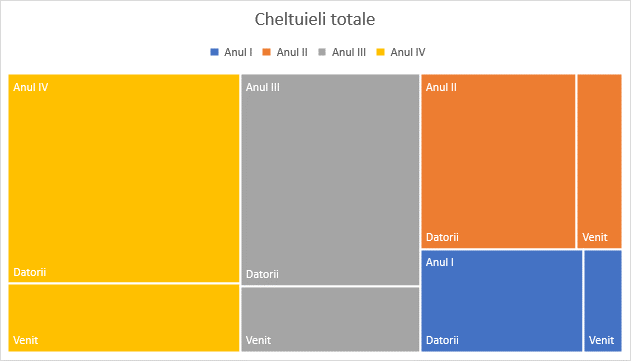 Cheltuieli totale
Anul I Anul II Anul III Anul IV
Anul IV
Datorii
Venit
Anul III
Datorii
Venit
Anul II
Datorii
Venit
Anul I
Datorii
Venit